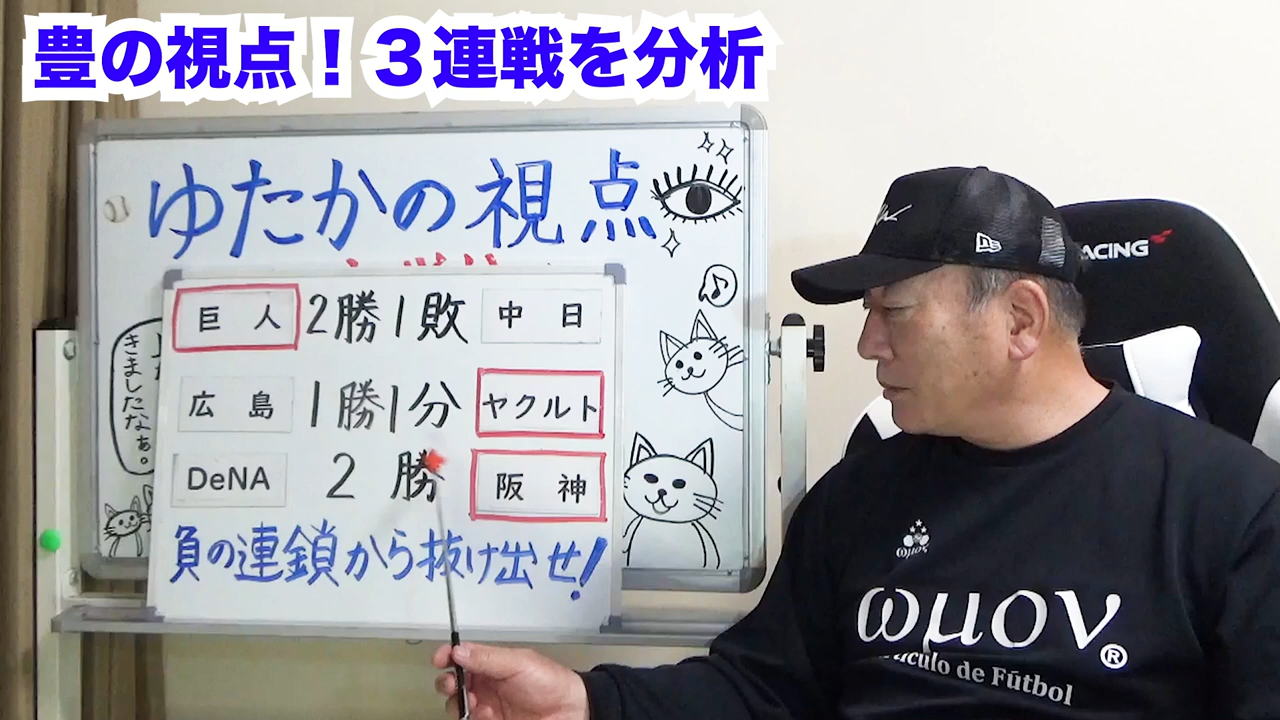 豊の視点！３連戦を分析
ゆたかの視点
巨人 2勝1敗 中日
広島 1勝1分 ヤクルト
DeNA 2勝 阪神
負の連鎖から抜け出せ!
きましたなぁ。
ACING
ωμον
ωμον®
culo de Fútbol